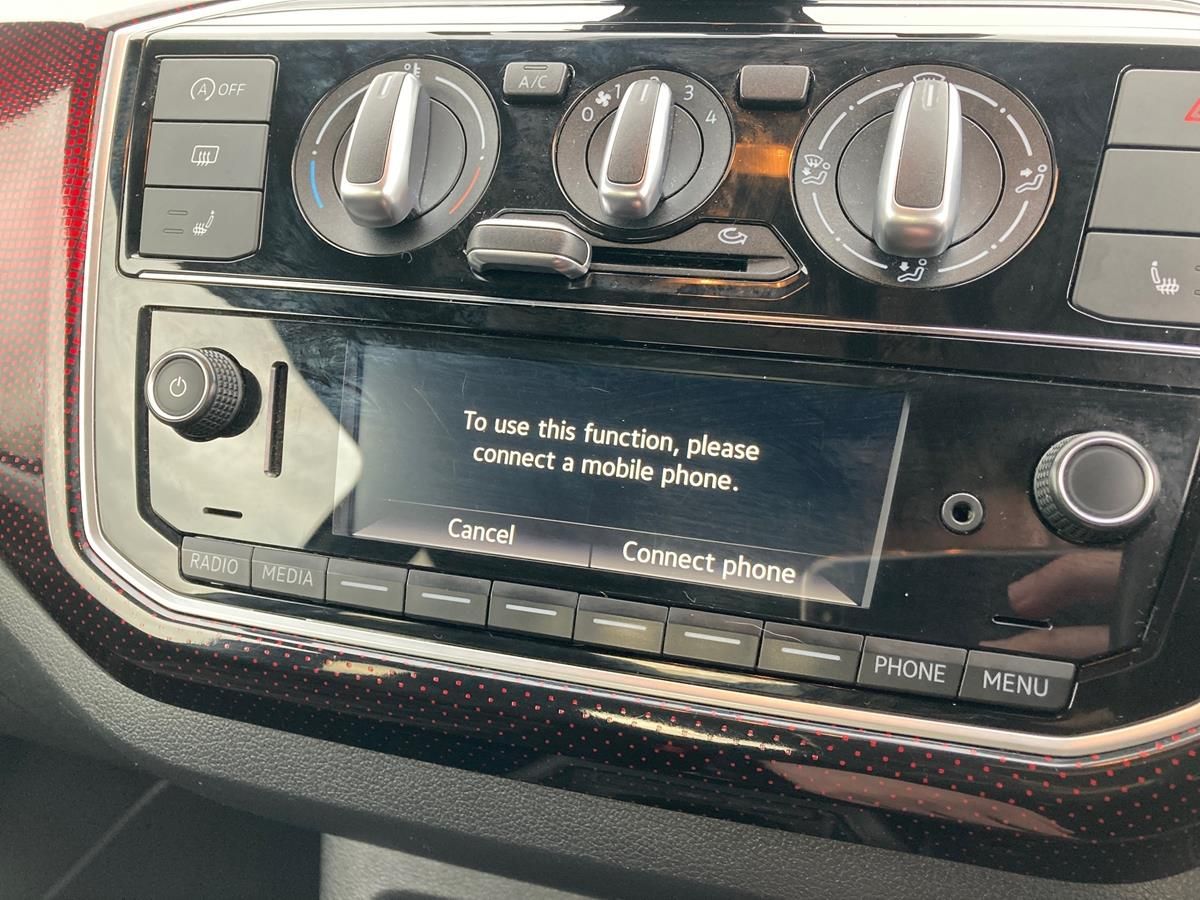 A OFF
A/C
0 1 2 3 4
To use this function, please
connect a mobile phone.
Cancel
Connect phone
RADIO
MEDIA
PHONE
MENU